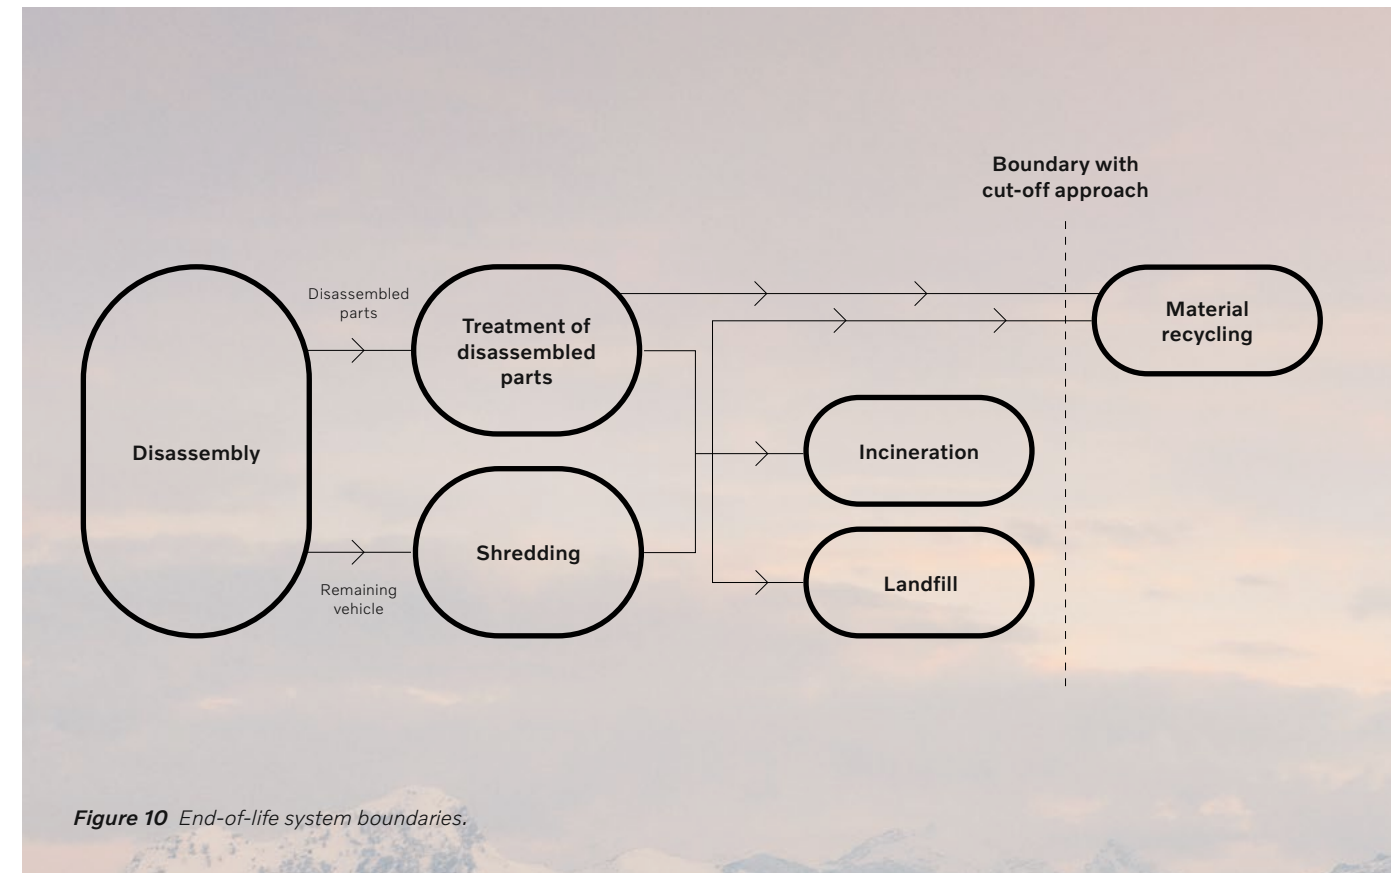 Boundary with
cut-off approach
Disassembled
parts
Treatment of
disassembled
parts
Material
recycling
Disassembly
Incineration
Shredding
Landfill
Remaining
vehicle
Figure 10 End-of-life system boundaries.